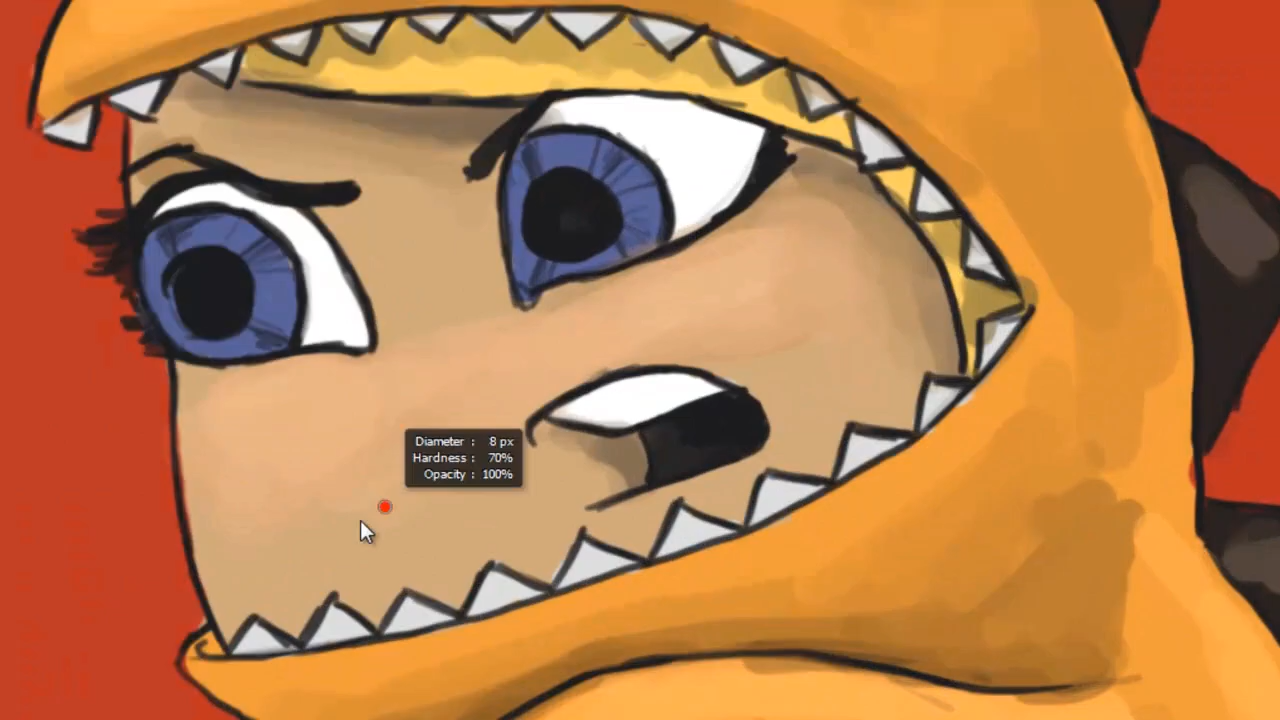 Diameter : 8 px
Hardness : 70%
Opacity : 100%